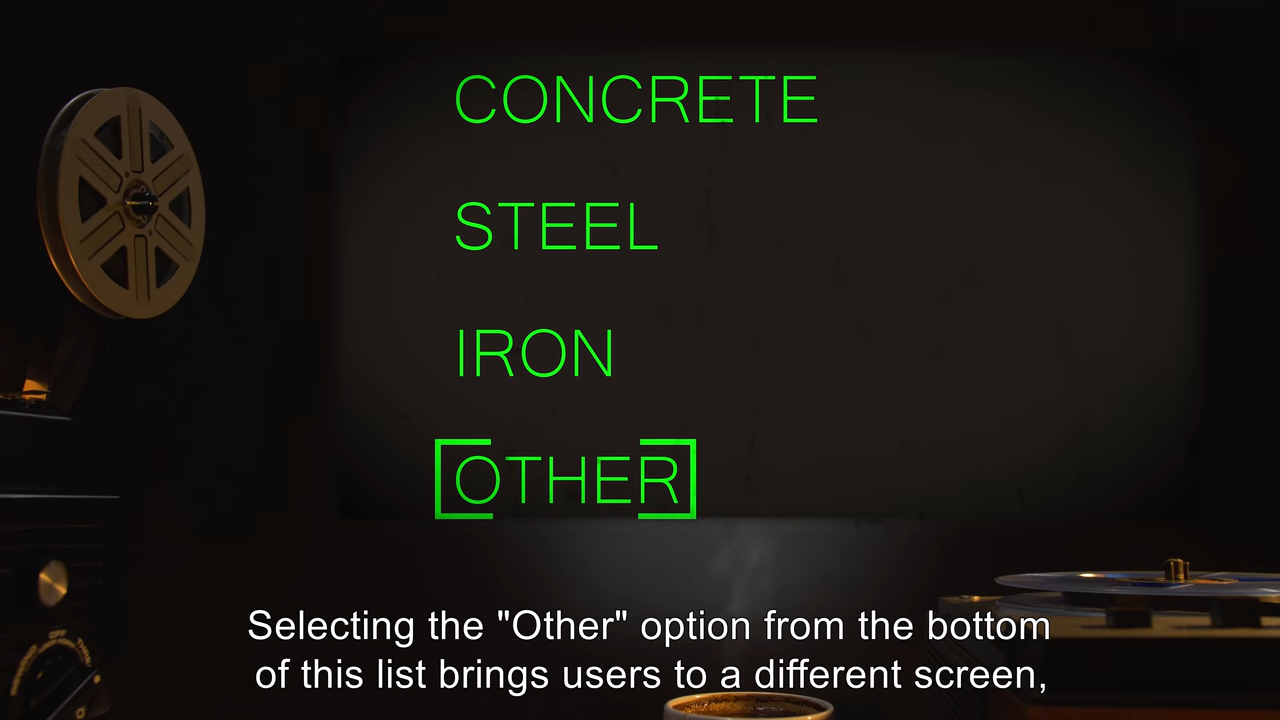 CONCRETE
STEEL
IRON
OTHER
Selecting the "Other" option from the bottom
of this list brings users to a different screen,